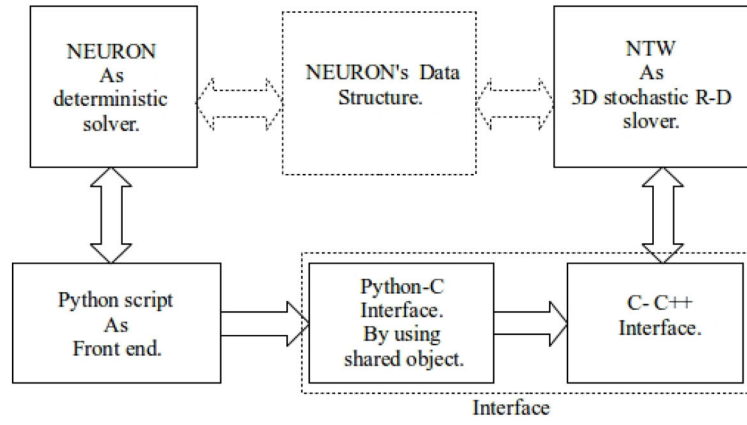 NEURON
As
deterministic
solver.
NEURON's Data
Structure.
NTW
As
3D stochastic R-D
slover.
Python script
As
Front end.
Python-C
Interface.
By using
shared object.
C- C++
Interface.
Interface